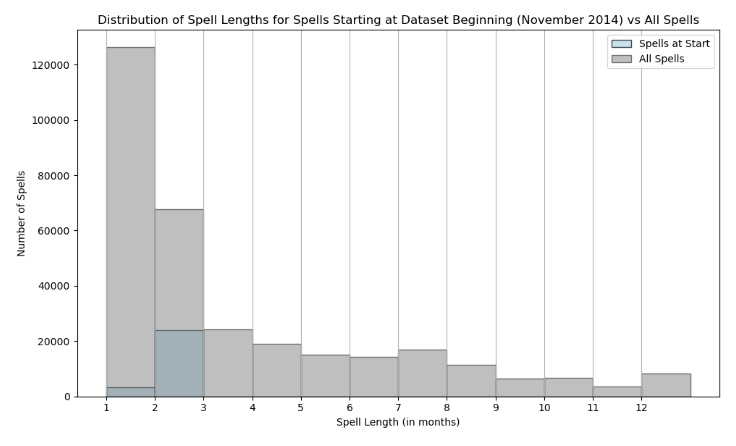 Distribution of Spell Lengths for Spells Starting at Dataset Beginning (November 2014) vs All Spells
Spells at Start
All Spells
120000
100000
80000
60000
40000
20000
0
Number of Spells
1 2 3 4 5 6 7 8 9 10 11 12
Spell Length (in months)